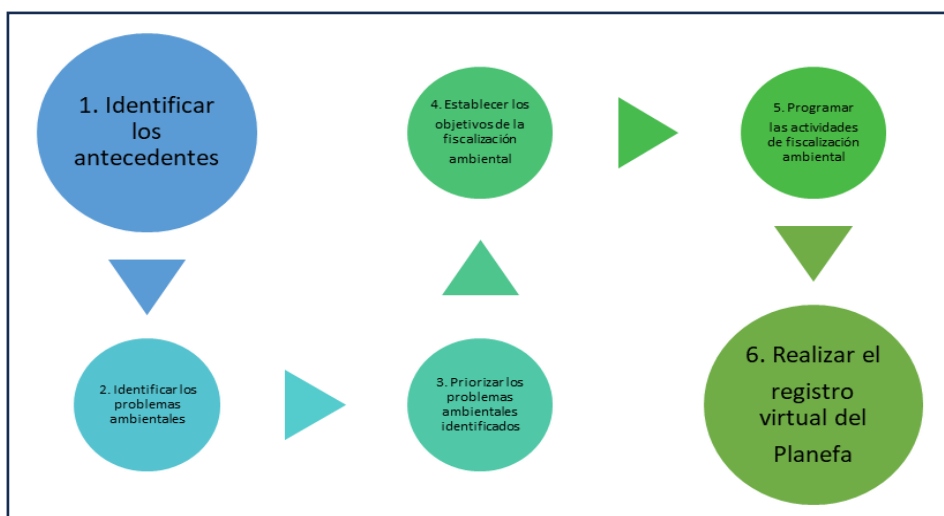 1. Identificar
los
antecedentes
2. Identificar los
problemas
ambientales
3. Priorizar los
problemas
ambientales
identificados
4. Establecer los
objetivos de la
fiscalización
ambiental
5. Programar
las actividades
de fiscalización
ambiental
6. Realizar el
registro
virtual del
Planefa